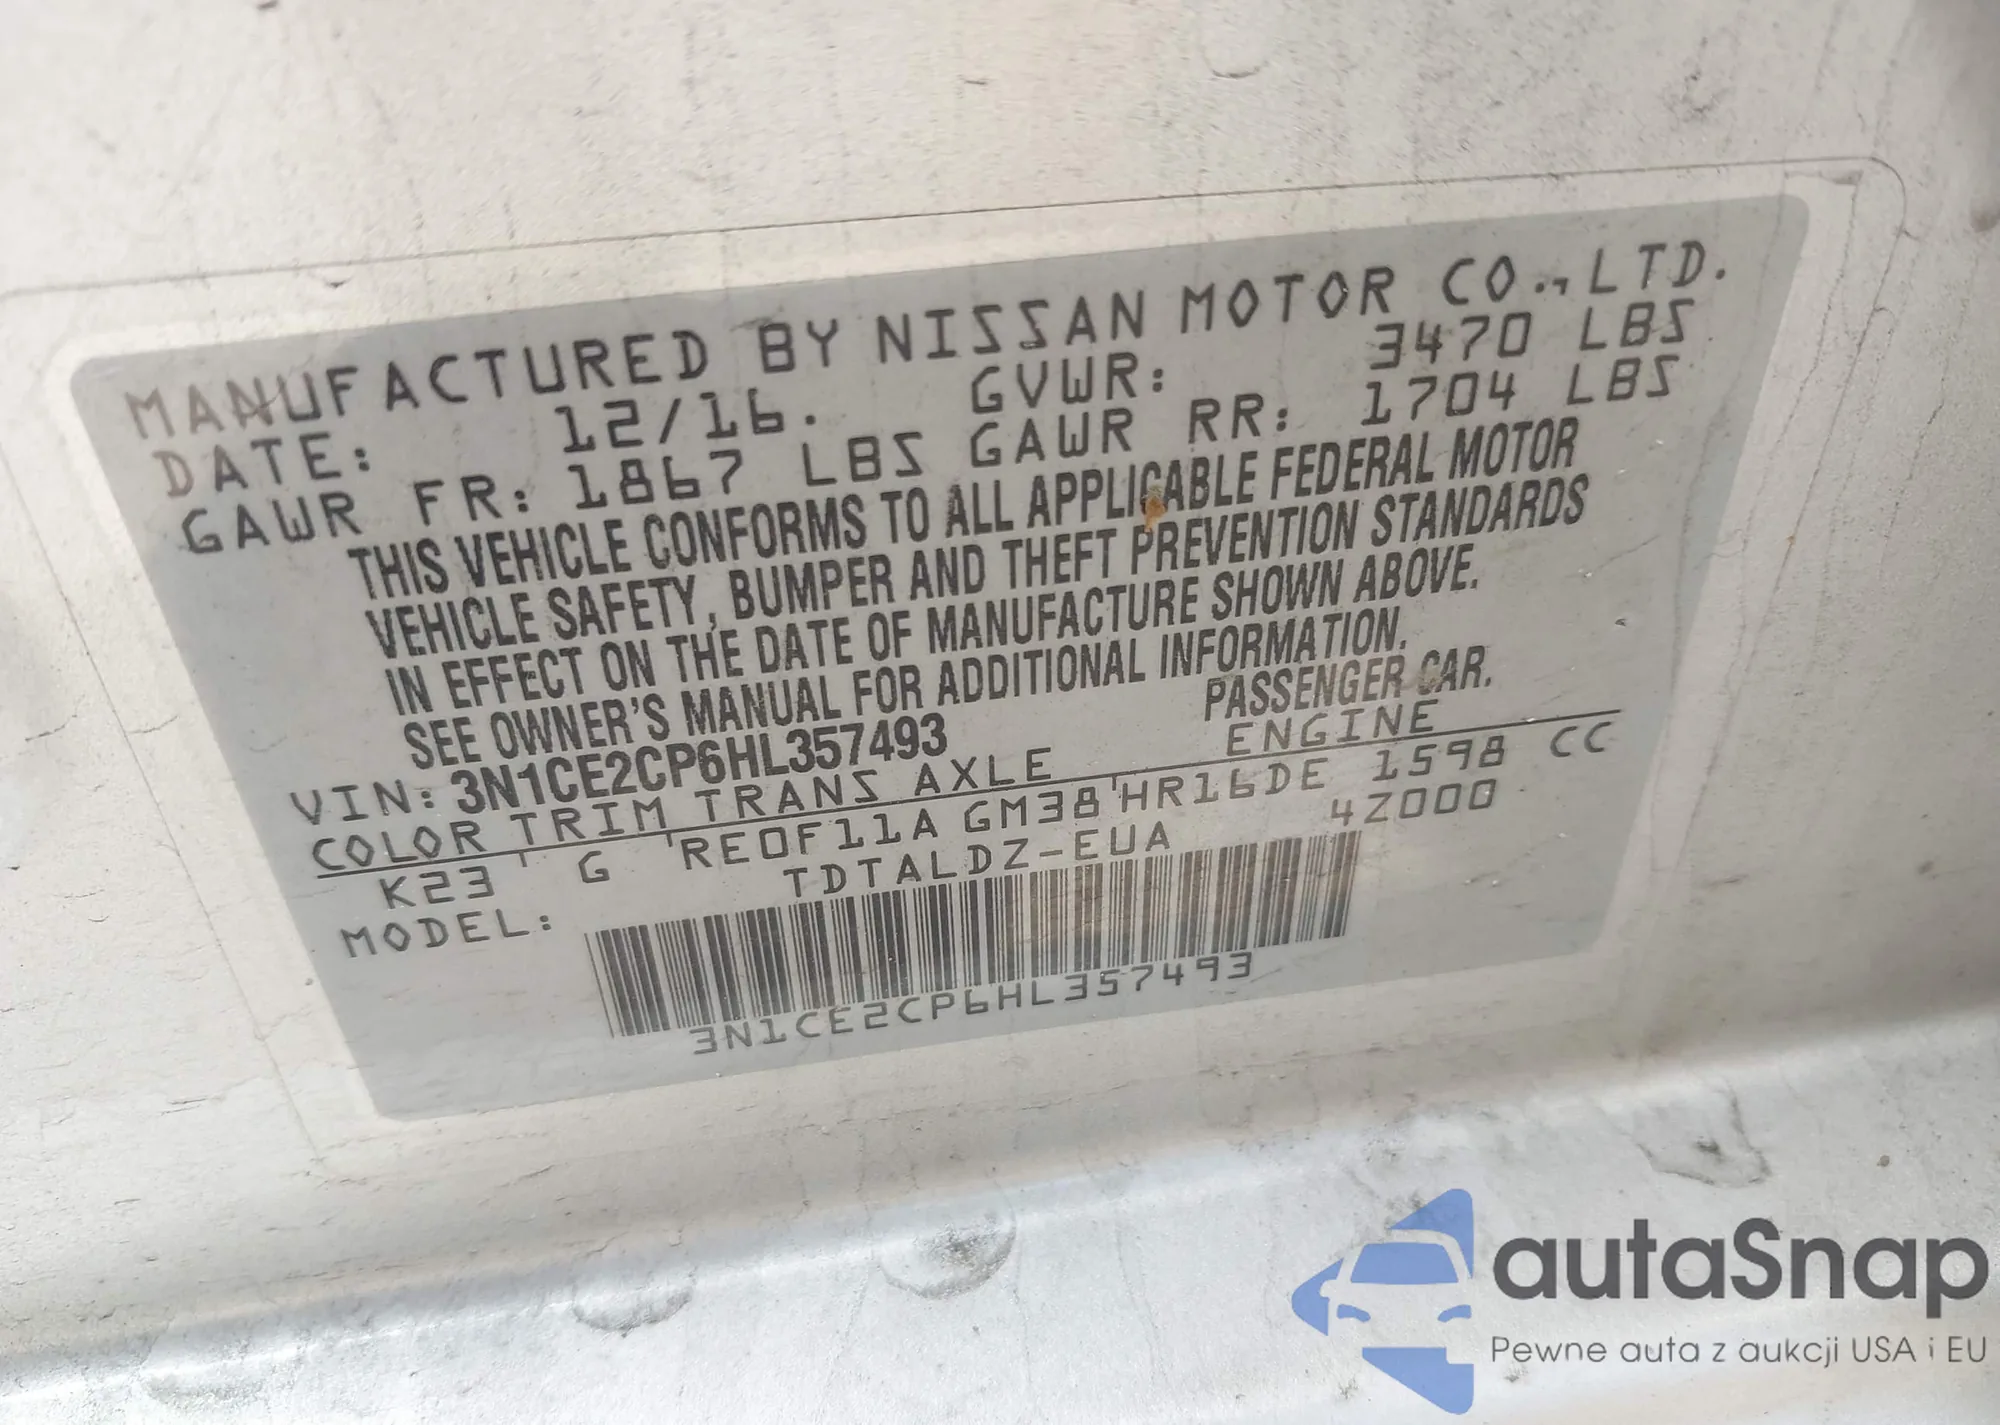 MANUFACTURED BY NISSAN MOTOR CO.,LTD.
DATE: 12/16. GVWR: 3470 LBS
GAWR FR: 1867 LBS GAWR RR: 1704 LBS
THIS VEHICLE CONFORMS TO ALL APPLICABLE FEDERAL MOTOR
VEHICLE SAFETY, BUMPER AND THEFT PREVENTION STANDARDS
IN EFFECT ON THE DATE OF MANUFACTURE SHOWN ABOVE.
SEE OWNER'S MANUAL FOR ADDITIONAL INFORMATION.
VIN: 3N1CE2CP6HL357493 PASSENGER CAR.
COLOR TRIM TRANS AXLE ENGINE
K23 ' G 'RE0F11A GM38'HR16DE 1598 CC
MODEL: TDTALDZ-EUA 4Z000
3N1CE2CP6HL357493
autaSnap
Pewne auta z aukcji USA i EU